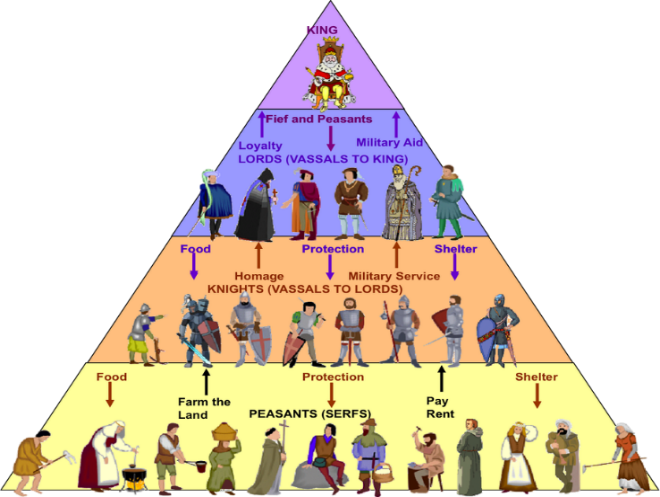 KING
Fief and Peasants
Loyalty
Military Aid
LORDS (VASSALS TO KING)
Food
Protection
Shelter
Homage
Military Service
KNIGHTS (VASSALS TO LORDS)
Food
Protection
Shelter
Farm the
Land
Pay
Rent
PEASANTS (SERFS)